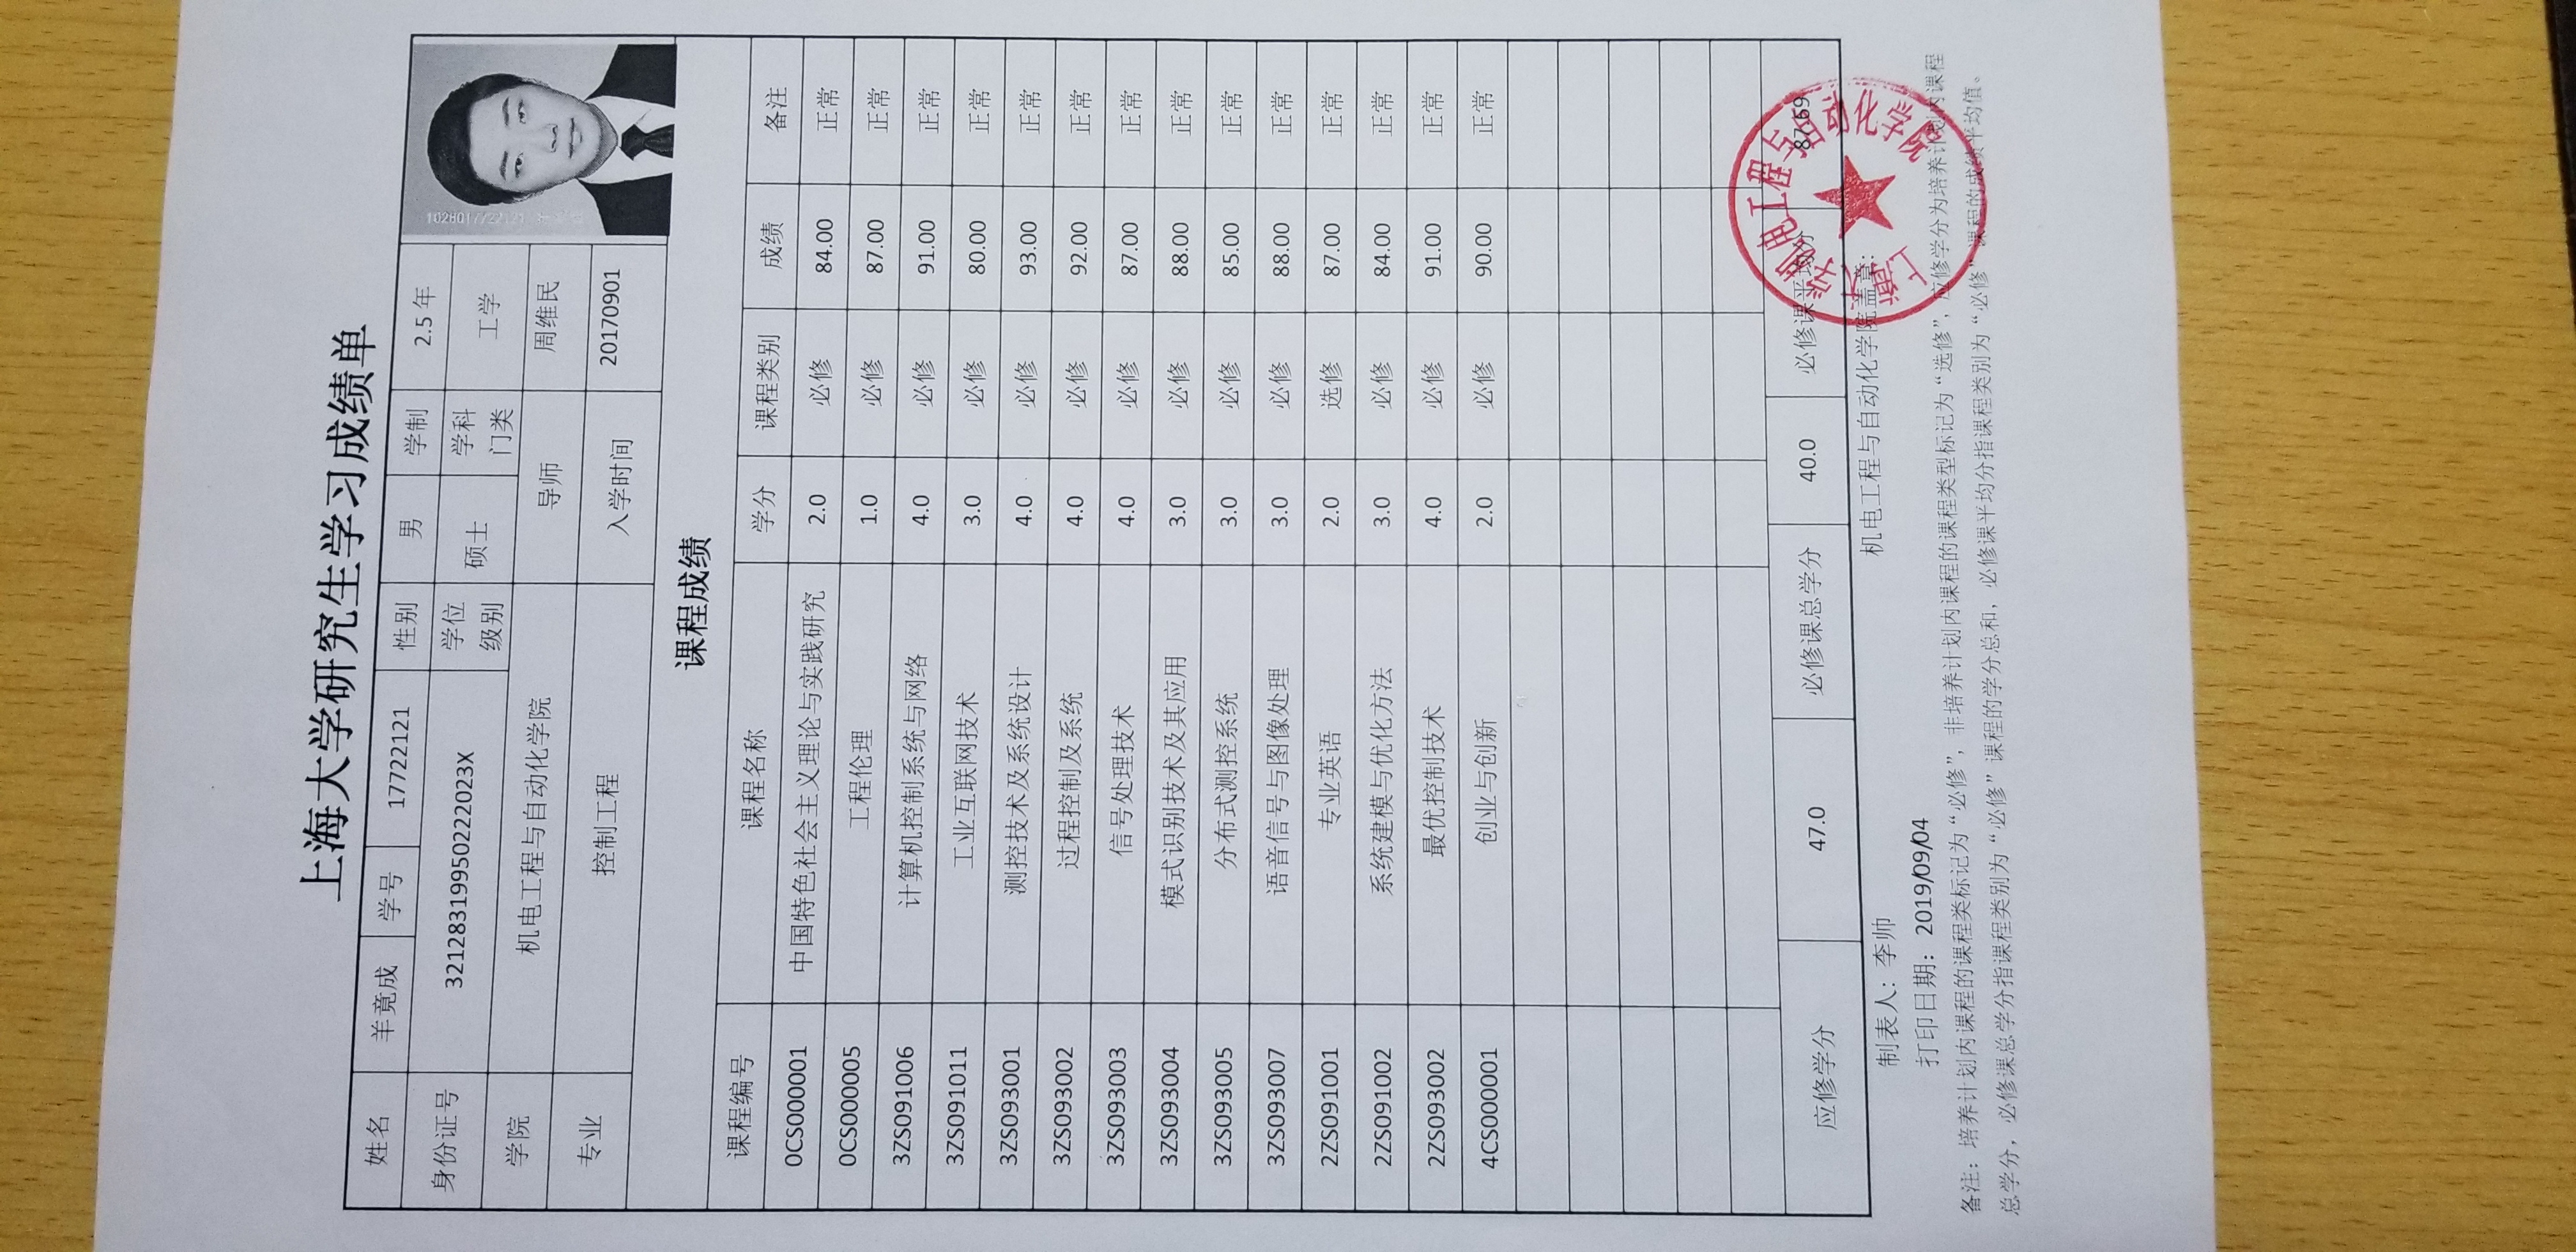 上海大学研究生学习成绩单
姓名 羊竟成 学号 17722121 性别 男 学制 2.5 年
身份证号 32128319950222023X 学位级别 硕士 学科门类 工学
学院 机电工程与自动化学院 导师 周维民
专业 控制工程 入学时间 20170901
课程成绩
课程编号 课程名称 学分 课程类别 成绩 备注
0CS000001 中国特色社会主义理论与实践研究 2.0 必修 84.00 正常
0CS000005 工程伦理 1.0 必修 87.00 正常
3ZS091006 计算机控制系统与网络 4.0 必修 91.00 正常
3ZS091011 工业互联网技术 3.0 必修 80.00 正常
3ZS093001 测控技术及系统设计 4.0 必修 93.00 正常
3ZS093002 过程控制及系统 4.0 必修 92.00 正常
3ZS093003 信号处理技术 4.0 必修 87.00 正常
3ZS093004 模式识别技术及其应用 3.0 必修 88.00 正常
3ZS093005 分布式测控系统 3.0 必修 85.00 正常
3ZS093007 语音信号与图像处理 3.0 必修 88.00 正常
2ZS091001 专业英语 2.0 选修 87.00 正常
2ZS091002 系统建模与优化方法 3.0 必修 84.00 正常
2ZS093002 最优控制技术 4.0 必修 91.00 正常
4CS000001 创业与创新 2.0 必修 90.00 正常
应修学分 47.0 必修课总学分 40.0 必修课平均分 87.69
制表人: 李帅 机电工程与自动化学院盖章:
打印日期: 2019/09/04
上海大学机电工程与自动化学院
备注: 培养计划内课程的课程类标记为“必修”, 非培养计划内课程的课程类型标记为“选修”, 应修学分为培养计划内课程
总学分, 必修课总学分指课程类别为“必修”课程的学分总和, 必修课平均分指课程类别为“必修”课程的成绩平均值。